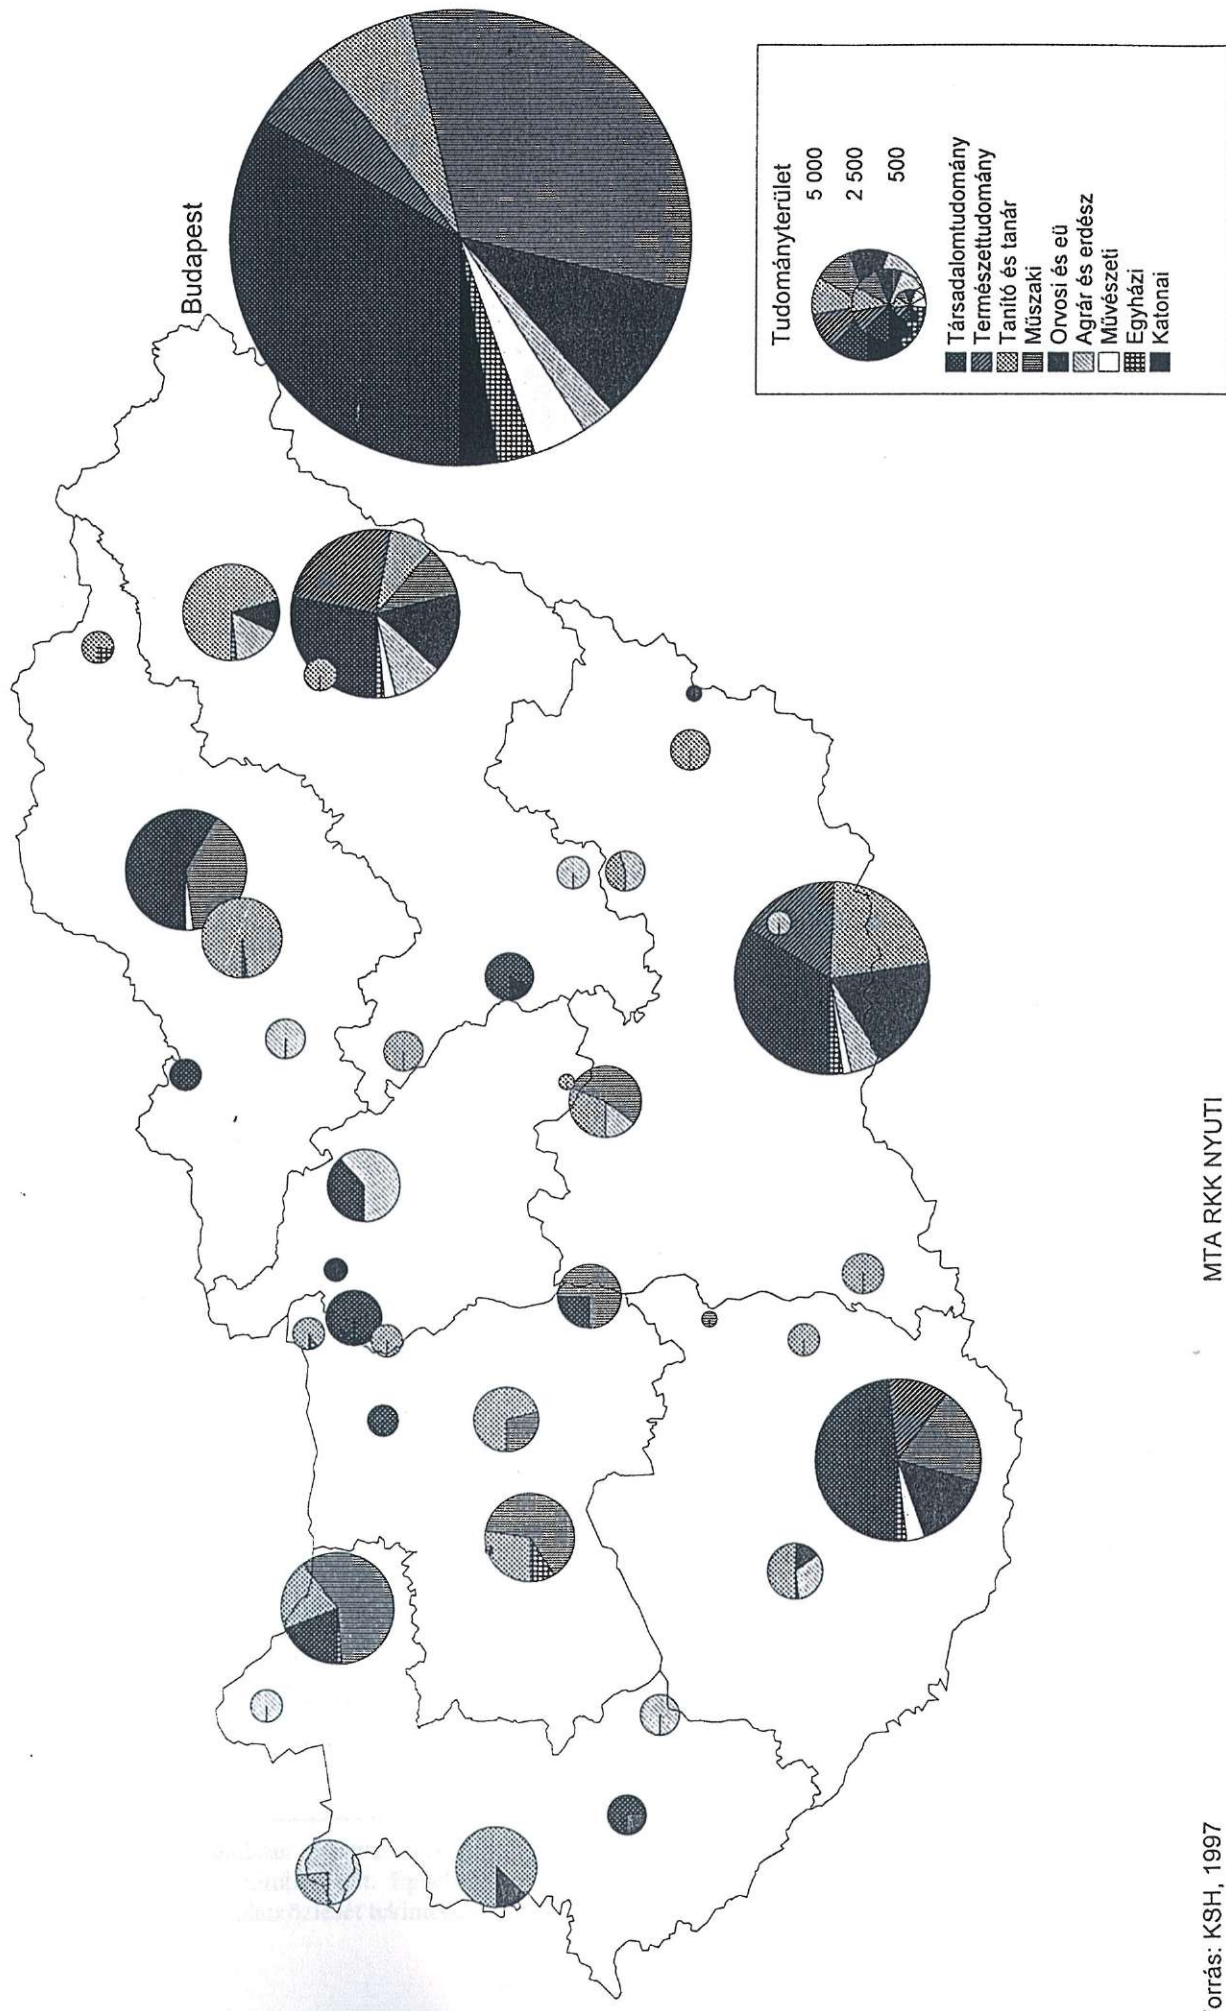 Budapest
Tudományterület
5 000
2 500
500
Társadalomtudomány
Természettudomány
Tanító és tanár
Műszaki
Orvosi és eü
Agrár és erdész
Művészeti
Egyházi
Katonai
orrás: KSH, 1997
MTA RKK NYUTI